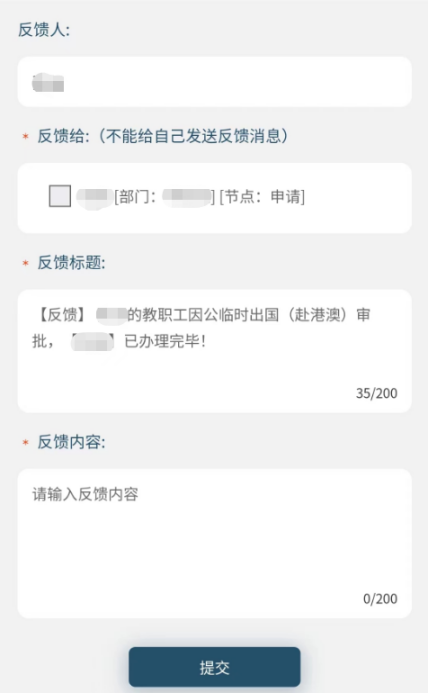 反馈人:
* 反馈给:（不能给自己发送反馈消息）
[部门: ] [节点：申请]
* 反馈标题:
【反馈】 的教职工因公临时出国（赴港澳）审
批，【 】已办理完毕！
35/200
* 反馈内容:
请输入反馈内容
0/200
提交